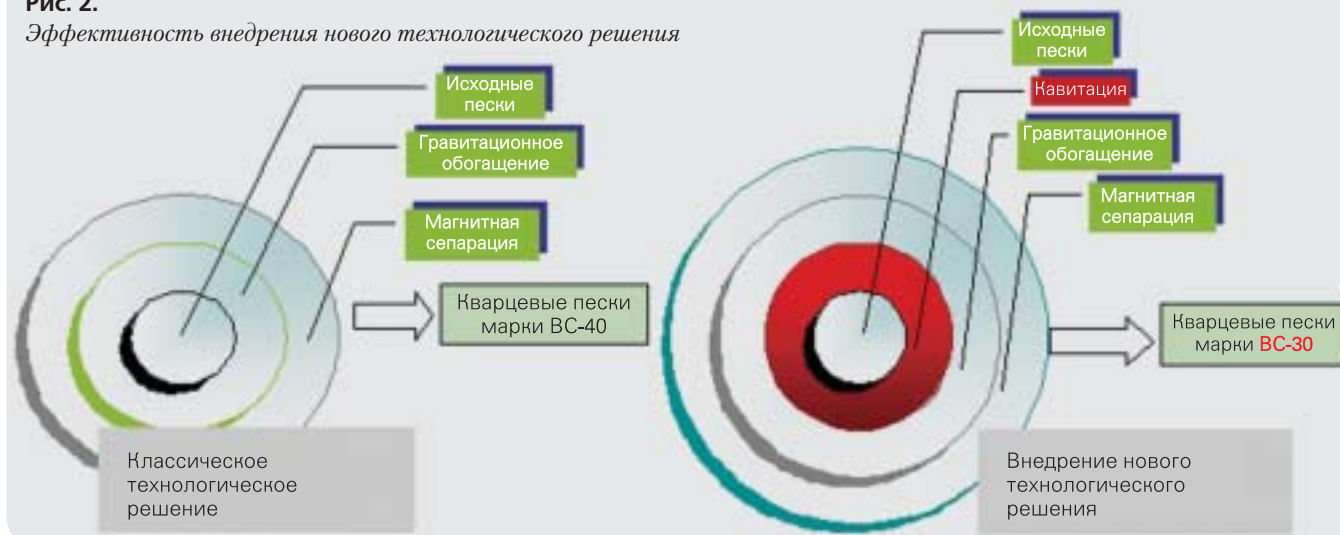 Рис. 2.
Эффективность внедрения нового технологического решения
Исходные
пески
Гравитационное
обогащение
Магнитная
сепарация
Кварцевые пески
марки ВС-40
Классическое
технологическое
решение
Исходные
пески
Кавитация
Гравитационное
обогащение
Магнитная
сепарация
Кварцевые пески
марки ВС-30
Внедрение нового
технологического
решения